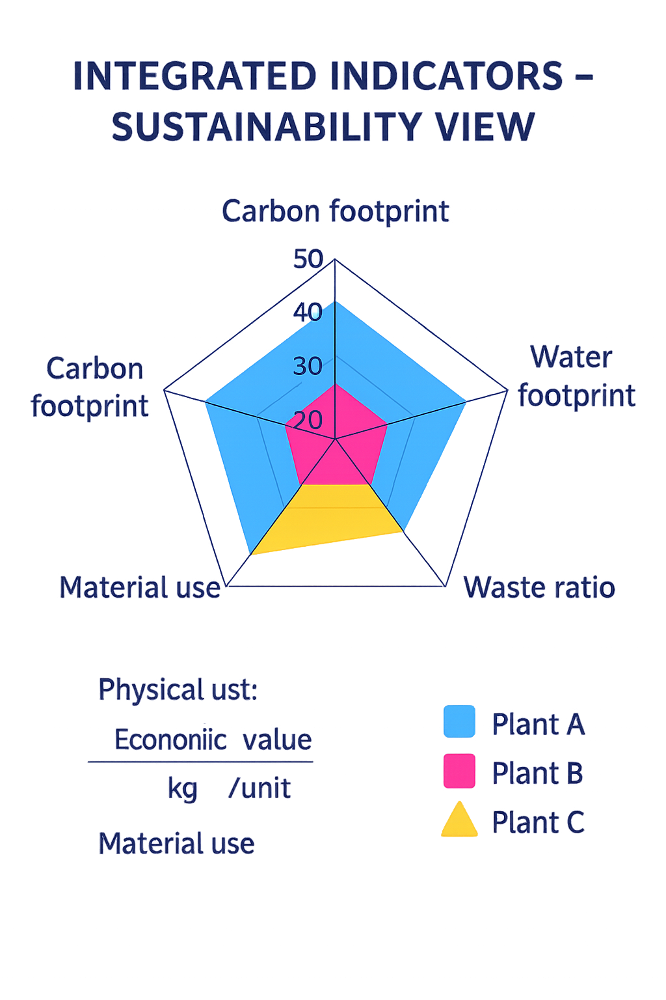 INTEGRATED INDICATORS –
SUSTAINABILITY VIEW
Carbon footprint
50
40
30
20
Carbon
footprint
Water
footprint
Material use
Waste ratio
Physical ust:
Econoniic value
kg /unit
Material use
Plant A
Plant B
Plant C